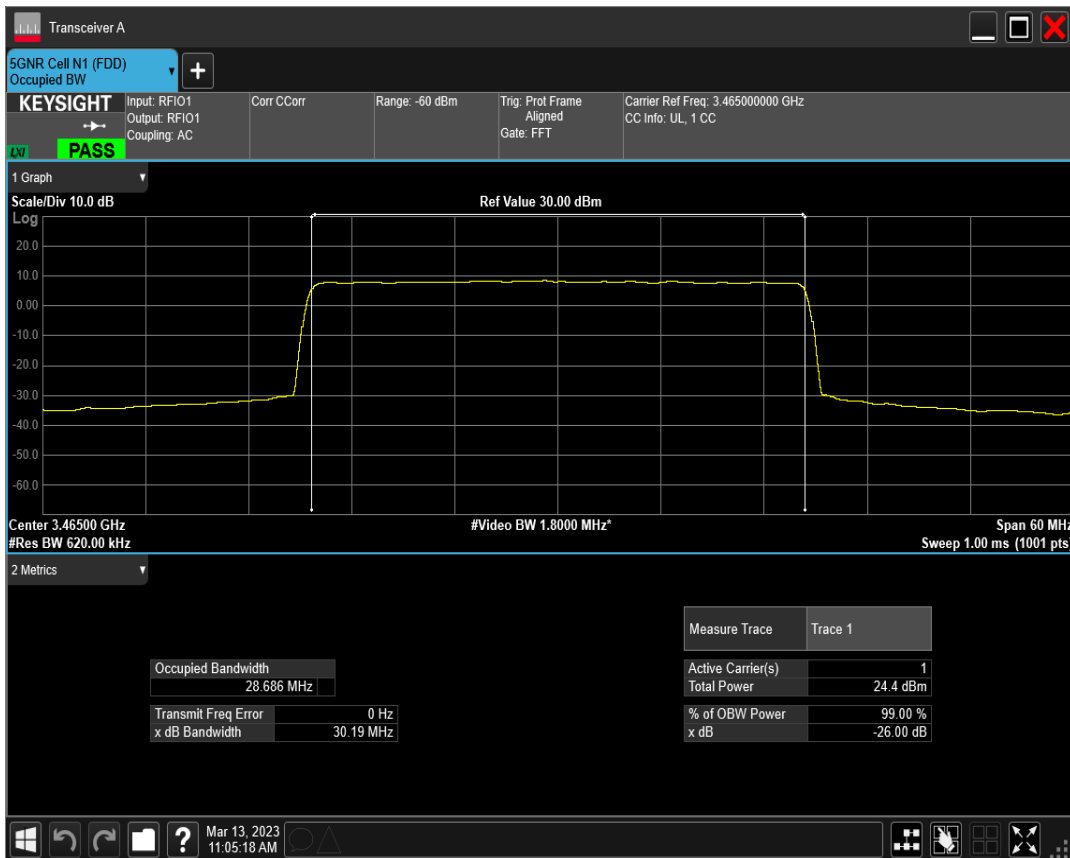 Transceiver A
5GNR Cell N1 (FDD)
Occupied BW
KEYSIGHT
LXI
PASS
Input: RFIO1
Output: RFIO1
Coupling: AC
Corr CCorr
Range: -60 dBm
Trig: Prot Frame
Aligned
Gate: FFT
Carrier Ref Freq: 3.465000000 GHz
CC Info: UL, 1 CC
1 Graph
Scale/Div 10.0 dB
Ref Value 30.00 dBm
Log
20.0
10.0
0.00
-10.0
-20.0
-30.0
-40.0
-50.0
-60.0
Center 3.46500 GHz
#Video BW 1.8000 MHz*
Span 60 MHz
#Res BW 620.00 kHz
Sweep 1.00 ms (1001 pts)
2 Metrics
Measure Trace Trace 1
Occupied Bandwidth
28.686 MHz
Active Carrier(s) 1
Total Power 24.4 dBm
Transmit Freq Error 0 Hz
x dB Bandwidth 30.19 MHz
% of OBW Power 99.00 %
x dB -26.00 dB
?
Mar 13, 2023
11:05:18 AM